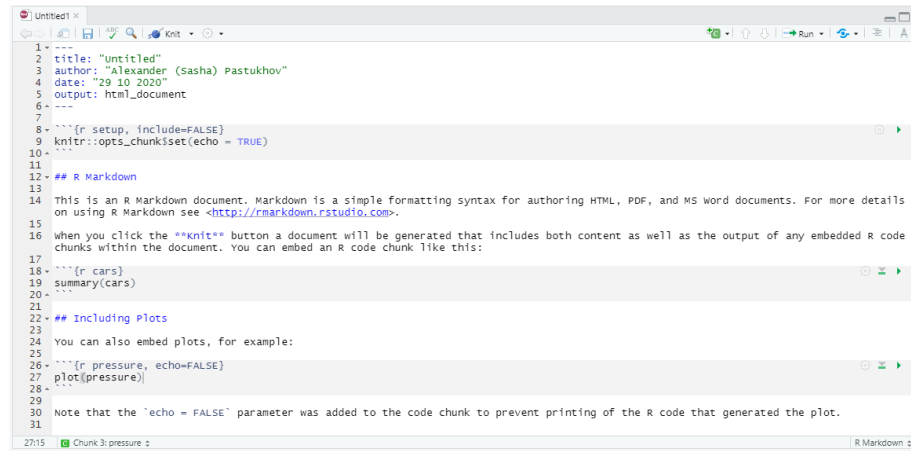 Untitled1
ABC Knit Run
1 ---
2 title: "Untitled"
3 author: "Alexander (Sasha) Pastukhov"
4 date: "29 10 2020"
5 output: html_document
6 ---
7
8 ```{r setup, include=FALSE}
9 knitr::opts_chunk$set(echo = TRUE)
10 ```
11
12 ## R Markdown
13
14 This is an R Markdown document. Markdown is a simple formatting syntax for authoring HTML, PDF, and MS Word documents. For more details
on using R Markdown see <http://rmarkdown.rstudio.com>.
15
16 When you click the **Knit** button a document will be generated that includes both content as well as the output of any embedded R code
chunks within the document. You can embed an R code chunk like this:
17
18 ```{r cars}
19 summary(cars)
20 ```
21
22 ## Including Plots
23
24 You can also embed plots, for example:
25
26 ```{r pressure, echo=FALSE}
27 plot(pressure)
28 ```
29
30 Note that the `echo = FALSE` parameter was added to the code chunk to prevent printing of the R code that generated the plot.
31
27:15 C Chunk 3: pressure R Markdown